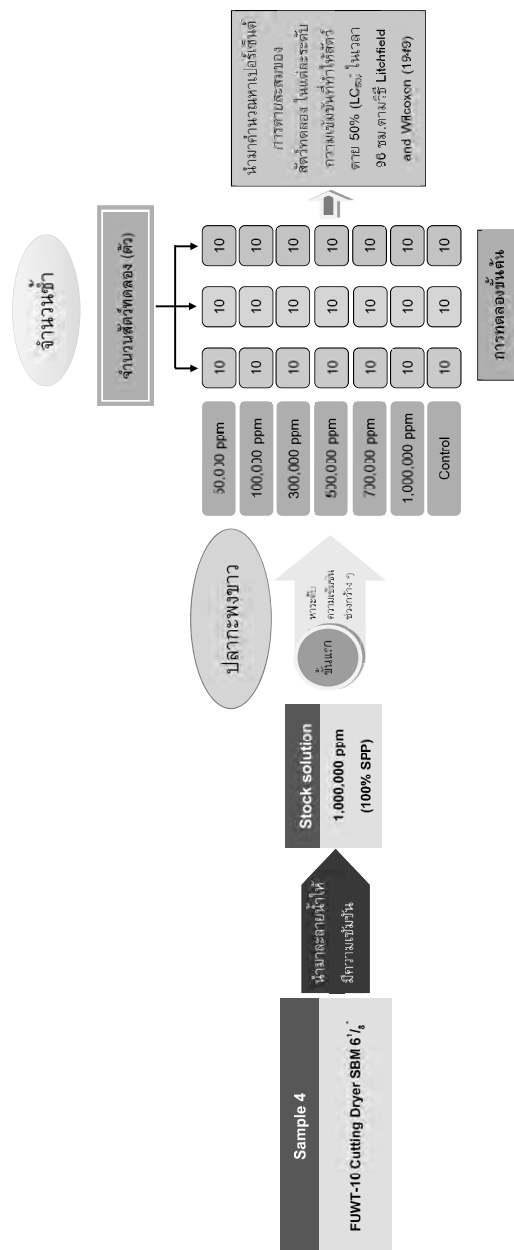 Sample 4
FUWT-10 Cutting Dryer SBM 6 1/8"
นำมาละลายน้ำให้
มีความเข้มข้น
Stock solution
1,000,000 ppm
(100% SPP)
ปลากะพงขาว
ขั้นแรก
หาระดับ
ความเข้มข้น
ช่วงกว้าง ๆ
จำนวนซ้ำ
จำนวนสัตว์ทดลอง (ตัว)
50,000 ppm 10 10 10
100,000 ppm 10 10 10
300,000 ppm 10 10 10
500,000 ppm 10 10 10
700,000 ppm 10 10 10
1,000,000 ppm 10 10 10
Control 10 10 10
การทดลองขั้นต้น
นำมาคำนวณหาเปอร์เซ็นต์
การตายสะสมของ
สัตว์ทดลอง ในแต่ละระดับ
ความเข้มข้นที่ทำให้สัตว์
ตาย 50% (LC50) ในเวลา
96 ชม.ตามวิธี Litchfield
and Wilcoxon (1949)